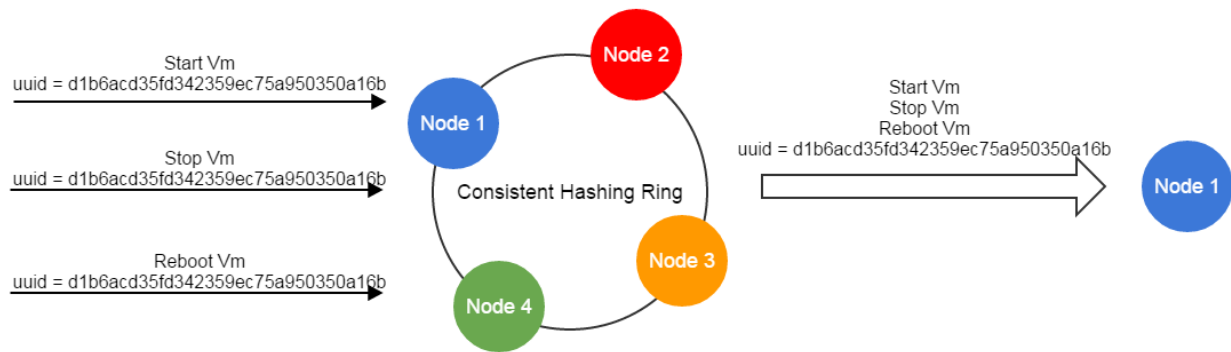 Start Vm
uuid = d1b6acd35fd342359ec75a950350a16b
Stop Vm
uuid = d1b6acd35fd342359ec75a950350a16b
Reboot Vm
uuid = d1b6acd35fd342359ec75a950350a16b
Node 1
Node 2
Consistent Hashing Ring
Node 3
Node 4
Start Vm
Stop Vm
Reboot Vm
uuid = d1b6acd35fd342359ec75a950350a16b
Node 1